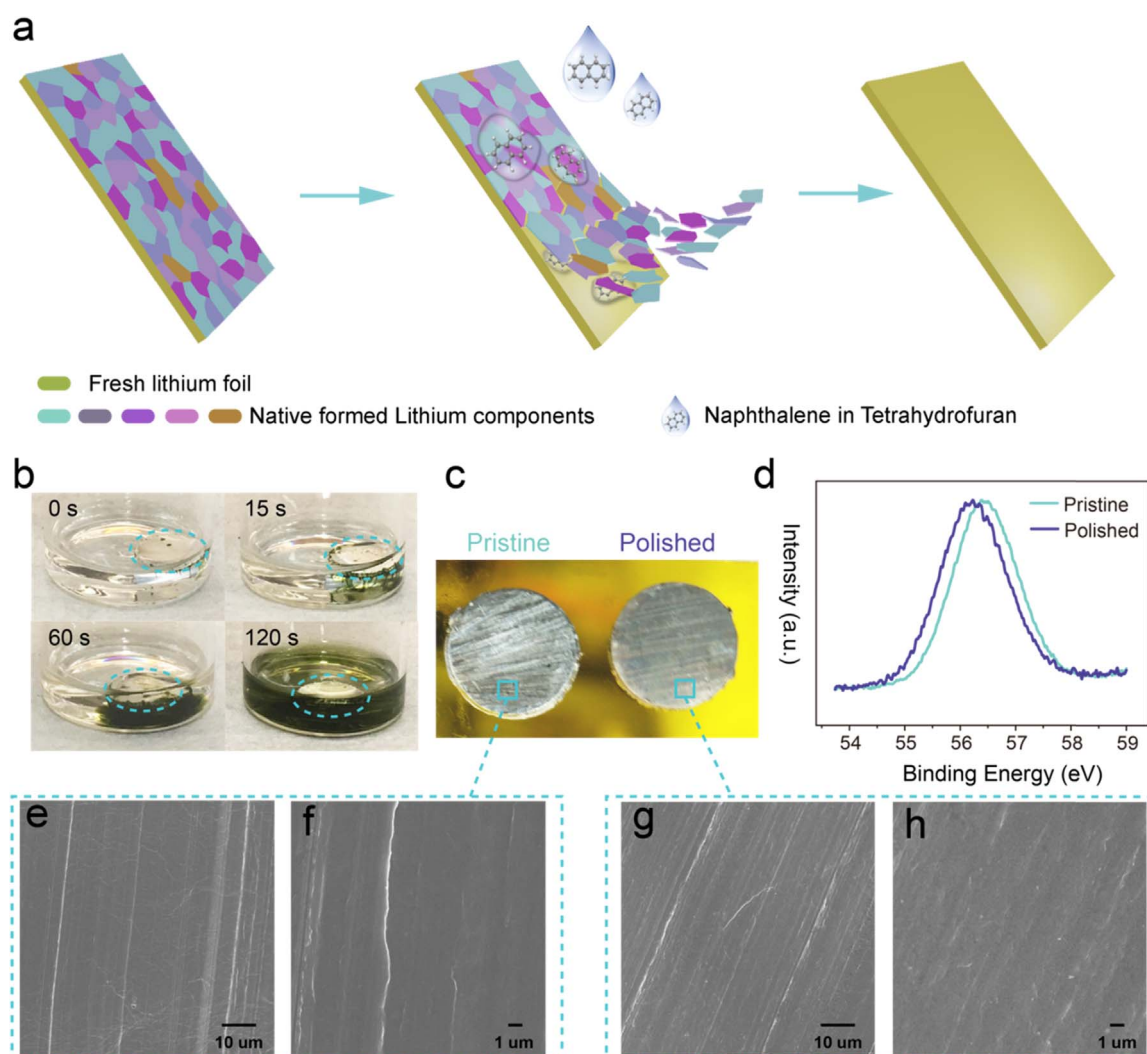 a
Fresh lithium foil
Native formed Lithium components
Naphthalene in Tetrahydrofuran
b
0 s
15 s
60 s
120 s
c
Pristine
Polished
d
Intensity (a.u.)
Pristine
Polished
54 55 56 57 58 59
Binding Energy (eV)
e
10 um
f
1 um
g
10 um
h
1 um